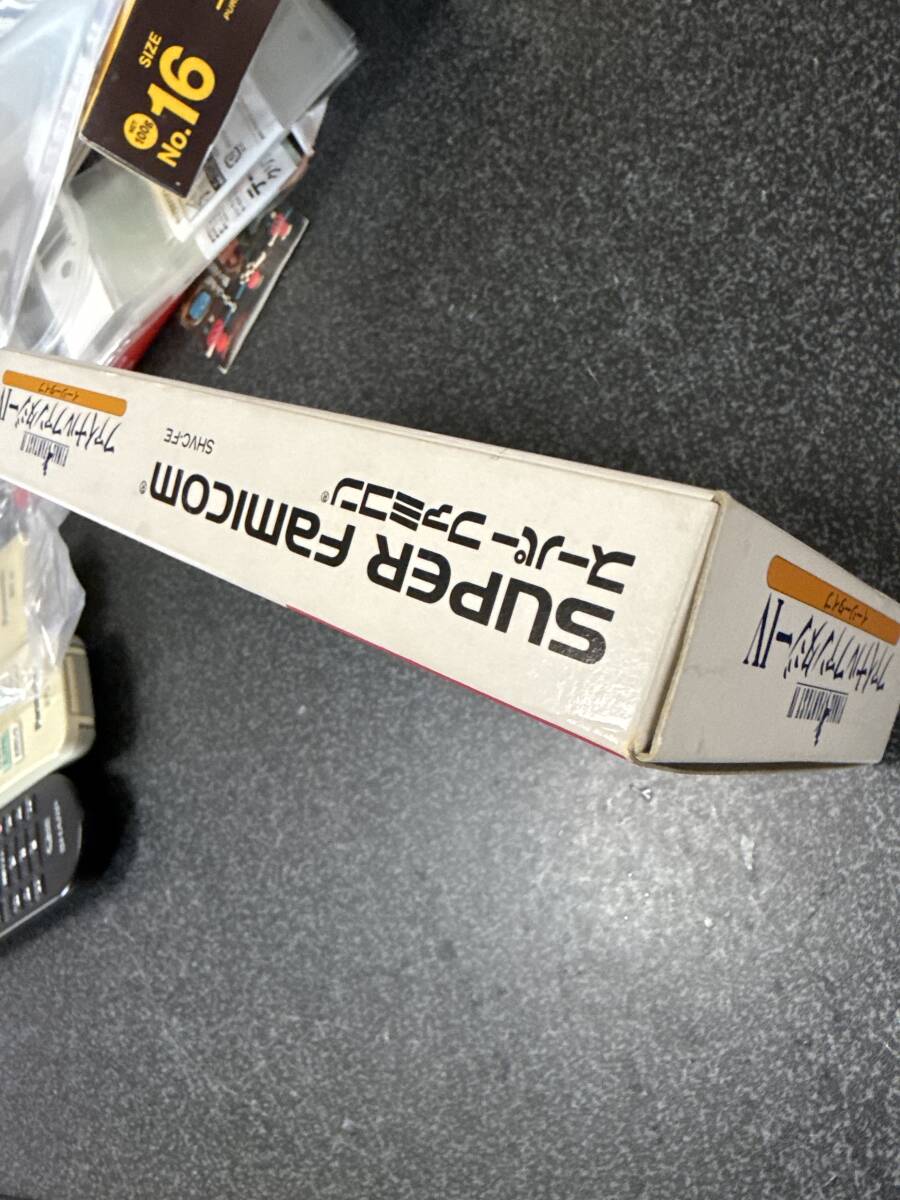 SIZE
No.16
NET
100g
SUPER Famicom®
スーパーファミコン®
SHVC-FE
イージータイプ
ファイナルファンタジーIV
FINAL FANTASY IV
イージータイプ
ファイナルファンタジーIV
FINAL FANTASY IV